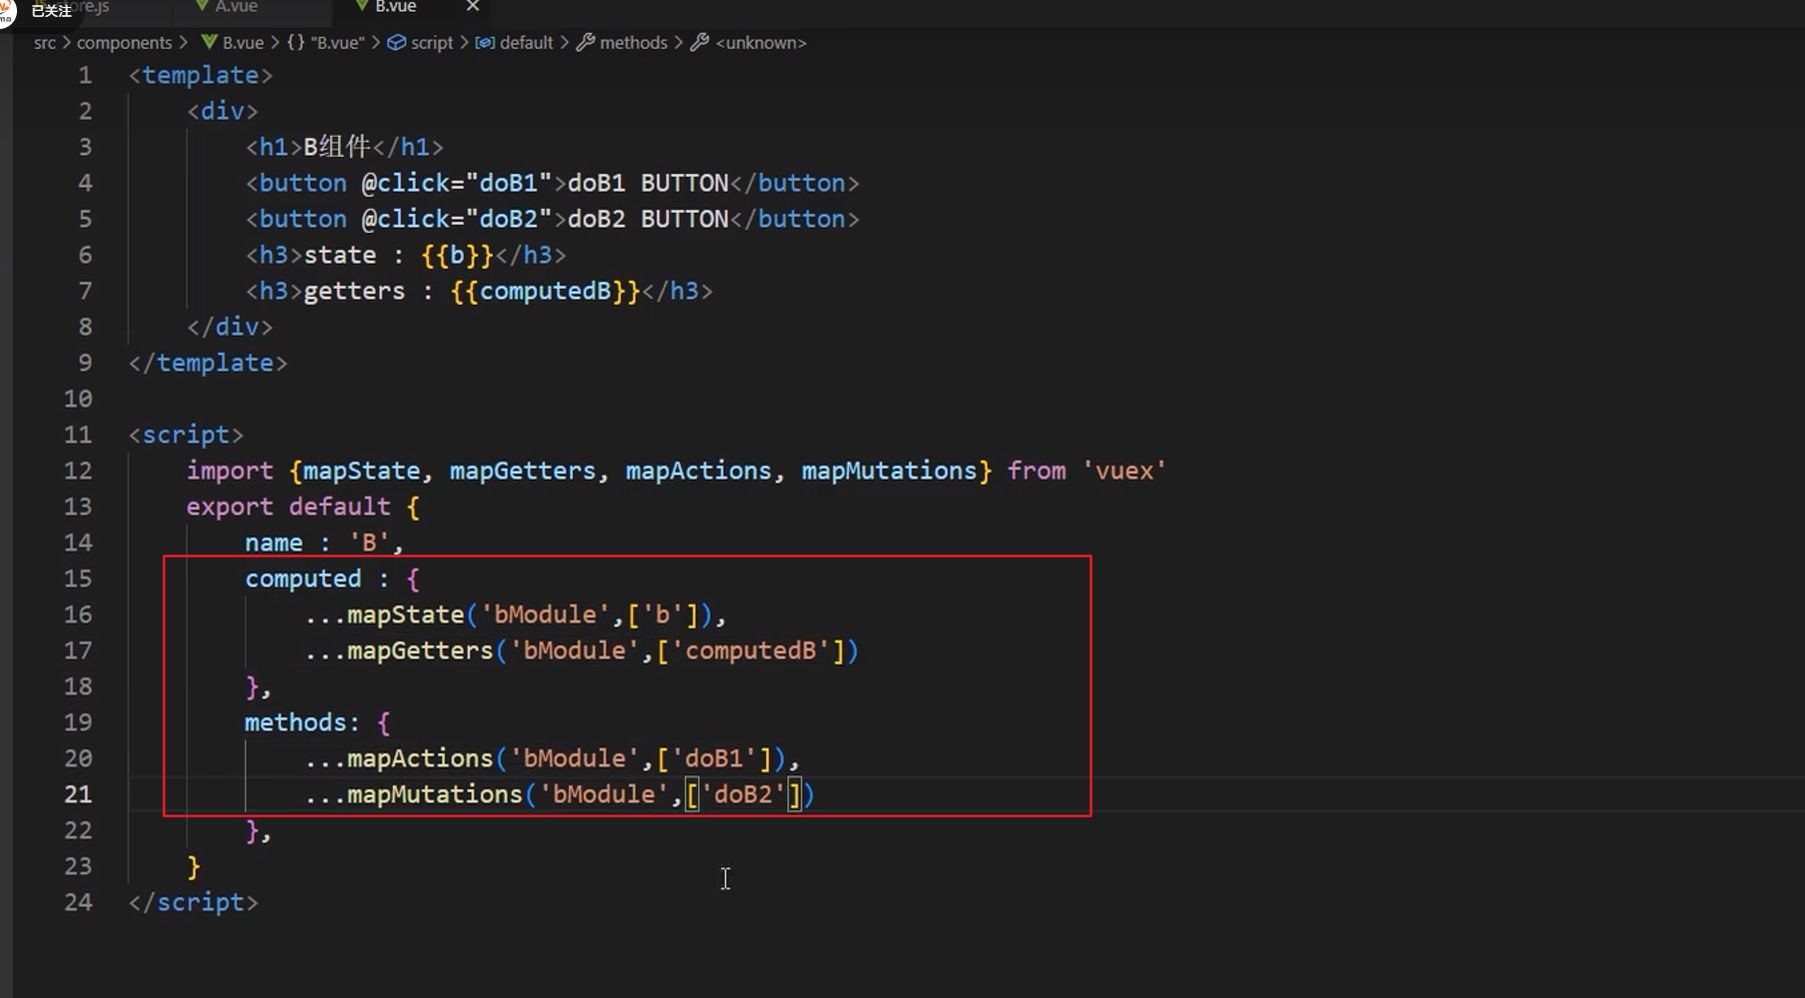 已关注
store.js
A.vue
B.vue
src > components > B.vue > {} "B.vue" > script > default > methods > <unknown>
1 <template>
2 <div>
3 <h1>B组件</h1>
4 <button @click="doB1">doB1 BUTTON</button>
5 <button @click="doB2">doB2 BUTTON</button>
6 <h3>state : {{b}}</h3>
7 <h3>getters : {{computedB}}</h3>
8 </div>
9 </template>
10
11 <script>
12 import {mapState, mapGetters, mapActions, mapMutations} from 'vuex'
13 export default {
14 name : 'B',
15 computed : {
16 ...mapState('bModule',['b']),
17 ...mapGetters('bModule',['computedB'])
18 },
19 methods: {
20 ...mapActions('bModule',['doB1']),
21 ...mapMutations('bModule',['doB2'])
22 },
23 }
24 </script>